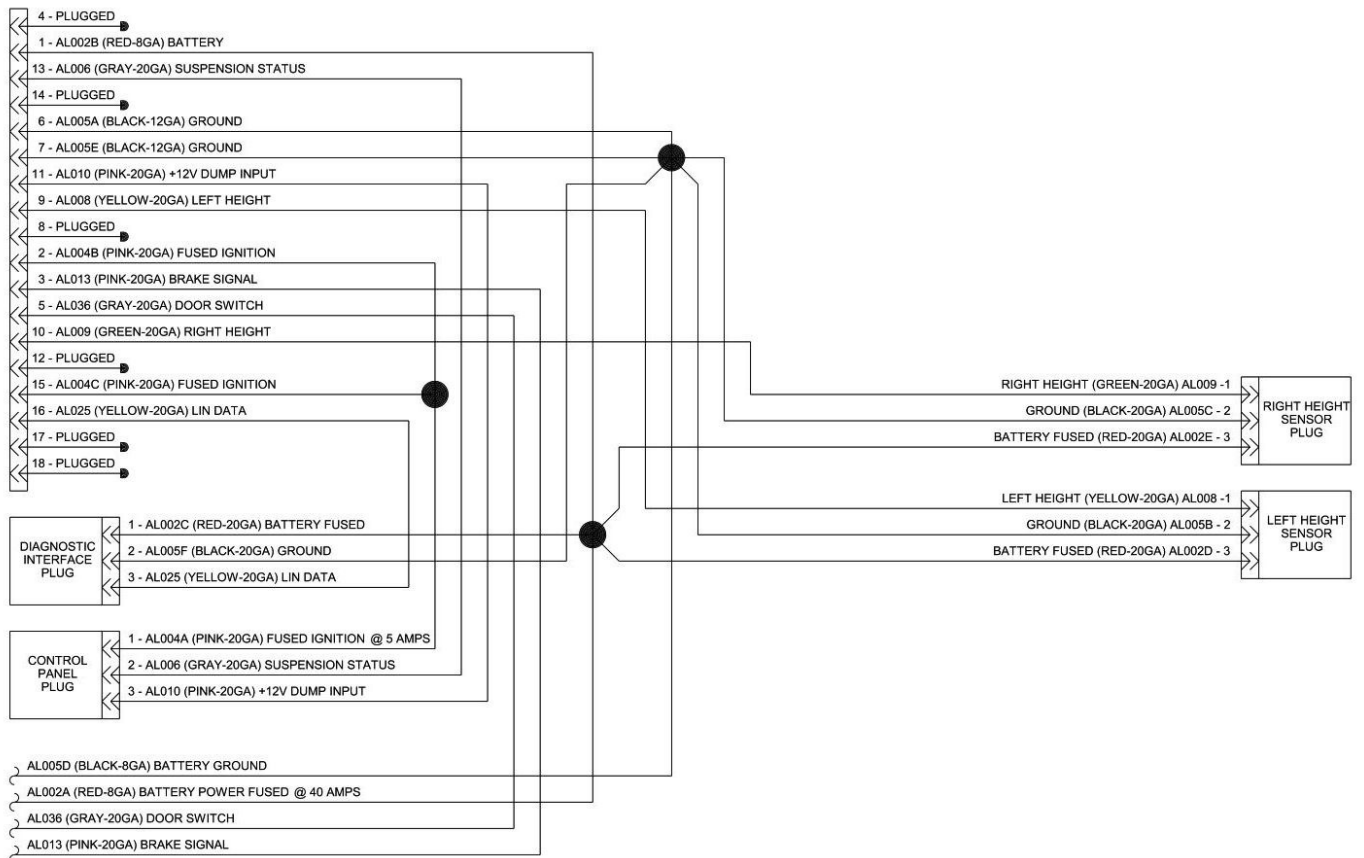 4 - PLUGGED
1 - AL002B (RED-8GA) BATTERY
13 - AL006 (GRAY-20GA) SUSPENSION STATUS
14 - PLUGGED
6 - AL005A (BLACK-12GA) GROUND
7 - AL005E (BLACK-12GA) GROUND
11 - AL010 (PINK-20GA) +12V DUMP INPUT
9 - AL008 (YELLOW-20GA) LEFT HEIGHT
8 - PLUGGED
2 - AL004B (PINK-20GA) FUSED IGNITION
3 - AL013 (PINK-20GA) BRAKE SIGNAL
5 - AL036 (GRAY-20GA) DOOR SWITCH
10 - AL009 (GREEN-20GA) RIGHT HEIGHT
12 - PLUGGED
15 - AL004C (PINK-20GA) FUSED IGNITION
16 - AL025 (YELLOW-20GA) LIN DATA
17 - PLUGGED
18 - PLUGGED
RIGHT HEIGHT (GREEN-20GA) AL009 -1
GROUND (BLACK-20GA) AL005C - 2
BATTERY FUSED (RED-20GA) AL002E - 3
RIGHT HEIGHT
SENSOR
PLUG
LEFT HEIGHT (YELLOW-20GA) AL008 -1
GROUND (BLACK-20GA) AL005B - 2
BATTERY FUSED (RED-20GA) AL002D - 3
LEFT HEIGHT
SENSOR
PLUG
DIAGNOSTIC
INTERFACE
PLUG
1 - AL002C (RED-20GA) BATTERY FUSED
2 - AL005F (BLACK-20GA) GROUND
3 - AL025 (YELLOW-20GA) LIN DATA
CONTROL
PANEL
PLUG
1 - AL004A (PINK-20GA) FUSED IGNITION @ 5 AMPS
2 - AL006 (GRAY-20GA) SUSPENSION STATUS
3 - AL010 (PINK-20GA) +12V DUMP INPUT
AL005D (BLACK-8GA) BATTERY GROUND
AL002A (RED-8GA) BATTERY POWER FUSED @ 40 AMPS
AL036 (GRAY-20GA) DOOR SWITCH
AL013 (PINK-20GA) BRAKE SIGNAL